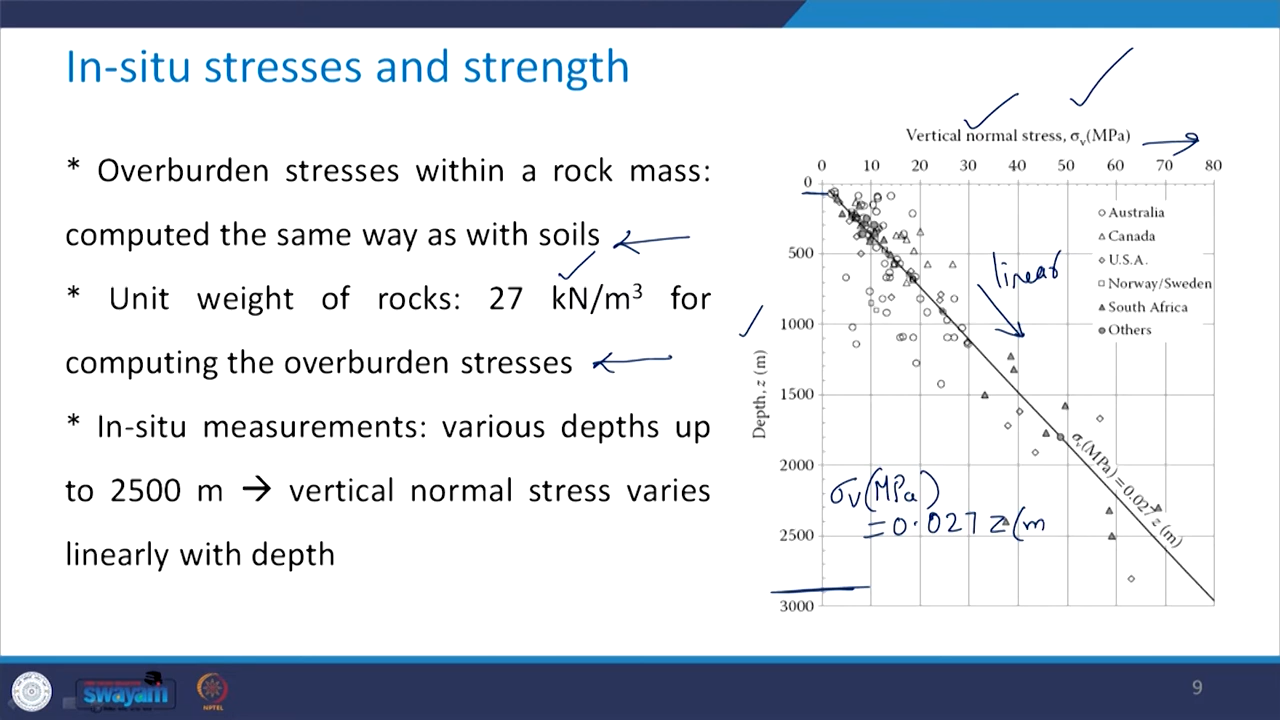 In-situ stresses and strength
* Overburden stresses within a rock mass:
computed the same way as with soils
* Unit weight of rocks: 27 kN/m³ for
computing the overburden stresses
* In-situ measurements: various depths up
to 2500 m → vertical normal stress varies
linearly with depth
Vertical normal stress, σv(MPa)
0 10 20 30 40 50 60 70 80
0
500
1000
1500
2000
2500
3000
Depth, z (m)
Australia
Canada
U.S.A.
Norway/Sweden
South Africa
Others
linear
σv(MPa) = 0.027 z (m)
σv(MPa)
= 0.027 z (m
swayam
NPTEL
9